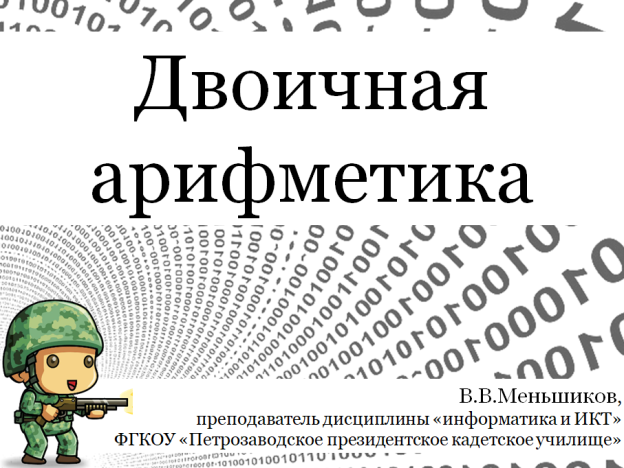 Двоичная
арифметика
В.В.Меньшиков,
преподаватель дисциплины «информатика и ИКТ»
ФГКОУ «Петрозаводское президентское кадетское училище»